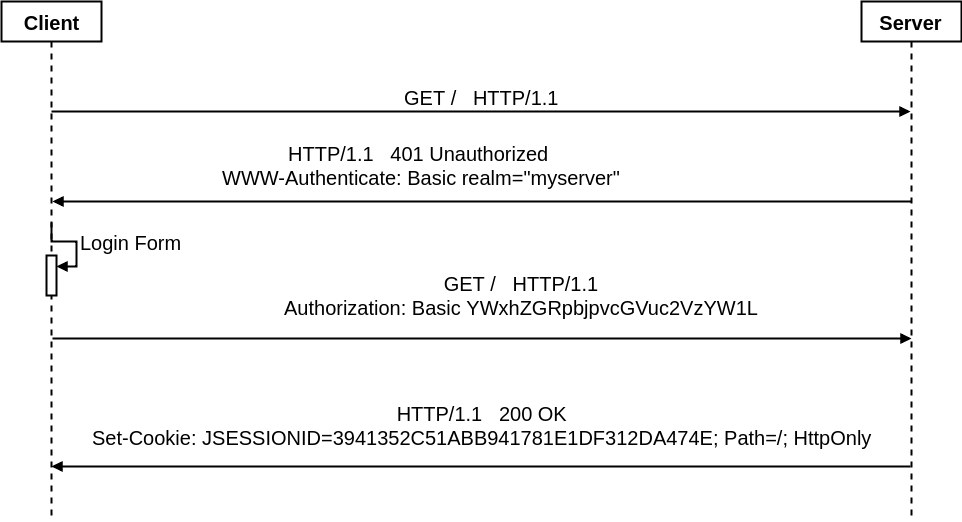 Client
Server
GET /   HTTP/1.1
HTTP/1.1   401 Unauthorized
WWW-Authenticate: Basic realm="myserver"
Login Form
GET /   HTTP/1.1
Authorization: Basic YWxhZGRpbjpvcGVuc2VzYW1L
HTTP/1.1   200 OK
Set-Cookie: JSESSIONID=3941352C51ABB941781E1DF312DA474E; Path=/; HttpOnly